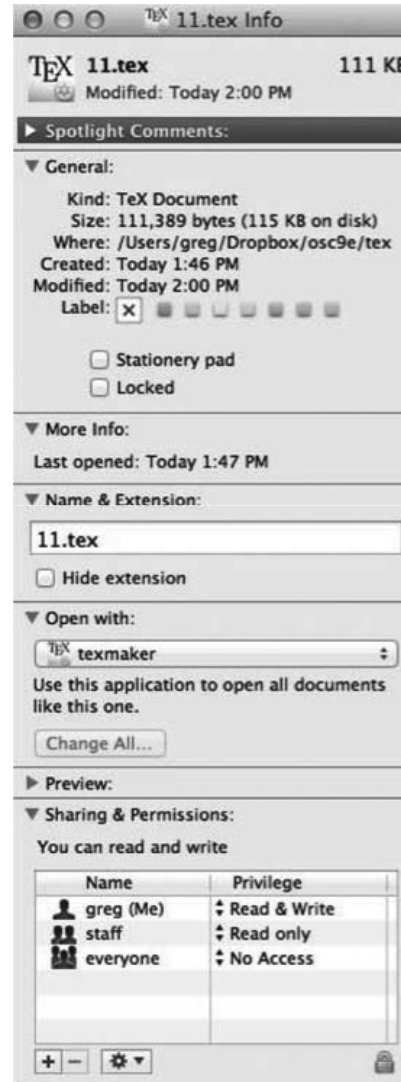 TEX 11.tex Info
TEX 11.tex 111 KB
Modified: Today 2:00 PM
Spotlight Comments:
General:
Kind: TeX Document
Size: 111,389 bytes (115 KB on disk)
Where: /Users/greg/Dropbox/osc9e/tex
Created: Today 1:46 PM
Modified: Today 2:00 PM
Label:
Stationery pad
Locked
More Info:
Last opened: Today 1:47 PM
Name & Extension:
11.tex
Hide extension
Open with:
TEX texmaker
Use this application to open all documents
like this one.
Change All...
Preview:
Sharing & Permissions:
You can read and write
Name Privilege
greg (Me) Read & Write
staff Read only
everyone No Access